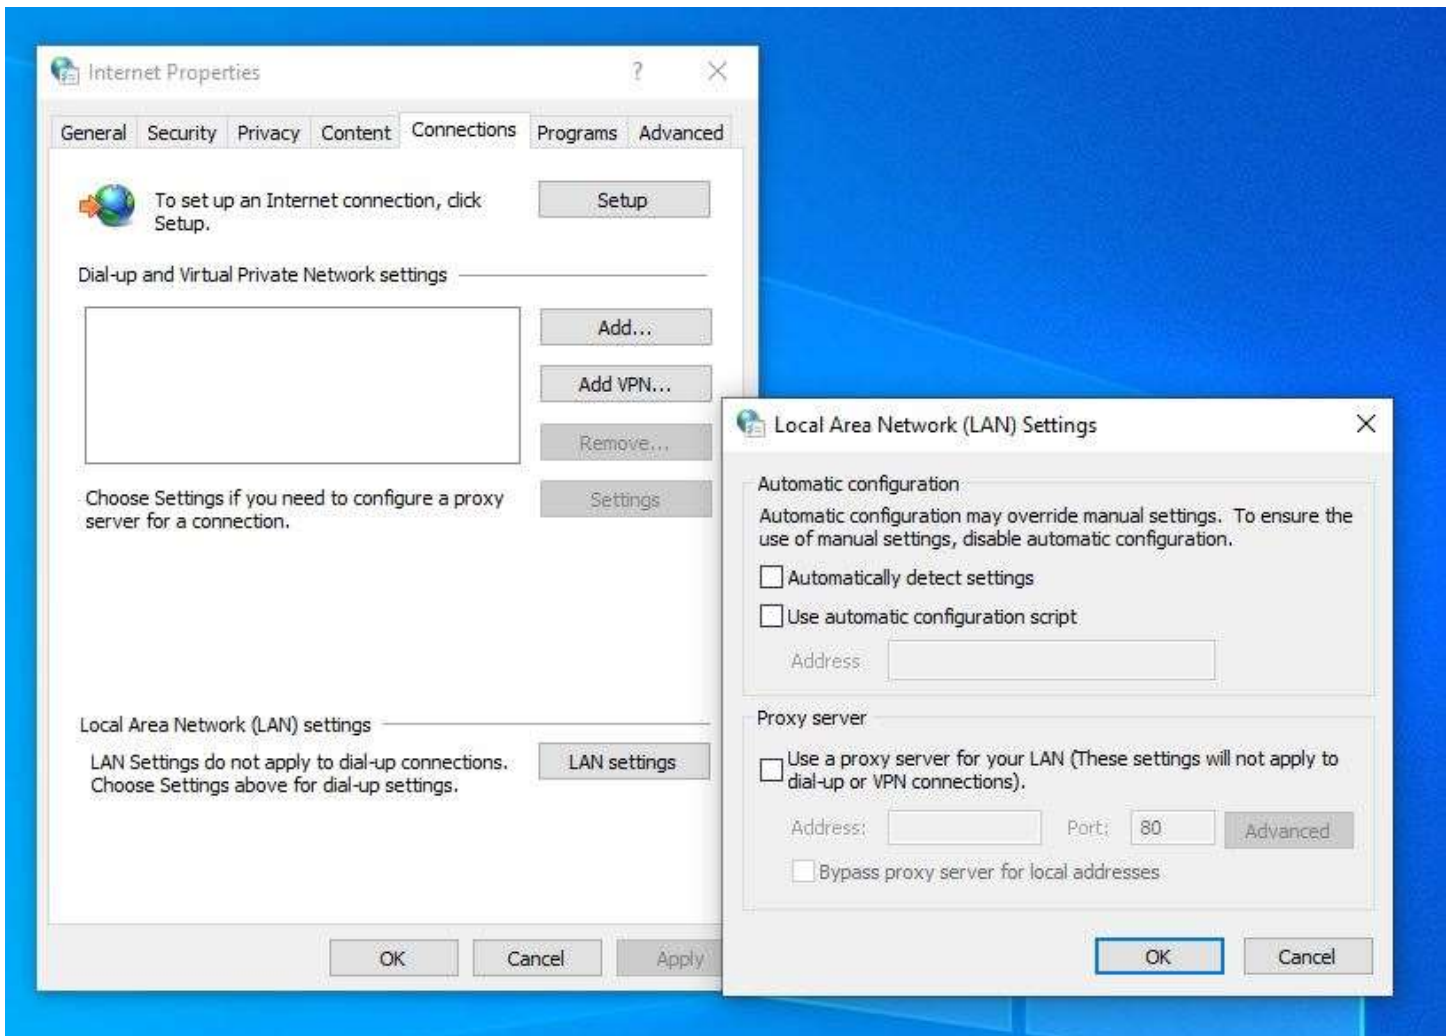 Internet Properties
?
General Security Privacy Content Connections Programs Advanced
To set up an Internet connection, click
Setup.
Setup
Dial-up and Virtual Private Network settings
Add...
Add VPN...
Remove...
Choose Settings if you need to configure a proxy
server for a connection.
Settings
Local Area Network (LAN) settings
LAN Settings do not apply to dial-up connections.
Choose Settings above for dial-up settings.
LAN settings
OK Cancel Apply
Local Area Network (LAN) Settings
Automatic configuration
Automatic configuration may override manual settings. To ensure the
use of manual settings, disable automatic configuration.
Automatically detect settings
Use automatic configuration script
Address
Proxy server
Use a proxy server for your LAN (These settings will not apply to
dial-up or VPN connections).
Address: Port: 80 Advanced
Bypass proxy server for local addresses
OK Cancel